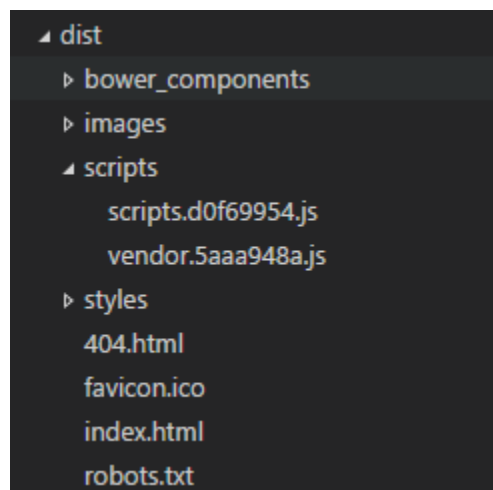 dist
bower_components
images
scripts
scripts.d0f69954.js
vendor.5aaa948a.js
styles
404.html
favicon.ico
index.html
robots.txt